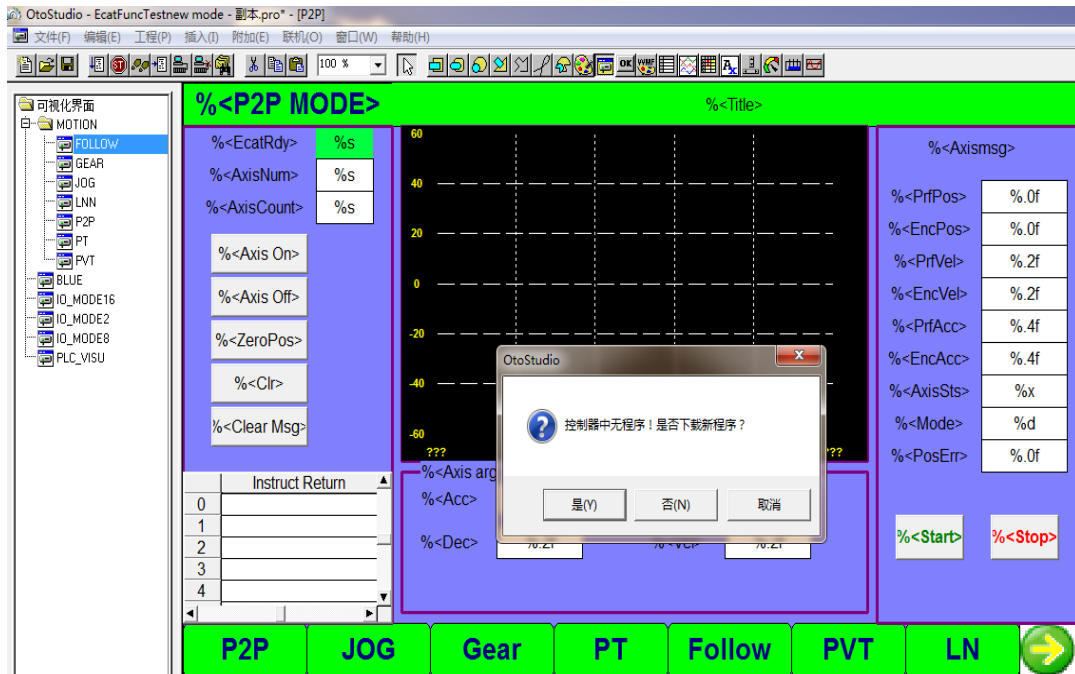 OtoStudio - EcatFuncTestnew mode - 副本.pro* - [P2P]
文件(F) 编辑(E) 工程(P) 插入(I) 附加(E) 联机(O) 窗口(W) 帮助(H)
100 %
OK
WMF
可视化界面
MOTION
FOLLOW
GEAR
JOG
LNN
P2P
PT
PVT
BLUE
IO_MODE16
IO_MODE2
IO_MODE8
PLC_VISU
%<P2P MODE>
%<Title>
%<EcatRdy> %s
%<AxisNum> %s
%<AxisCount> %s
%<Axis On>
%<Axis Off>
%<ZeroPos>
%<Clr>
%<Clear Msg>
Instruct Return
0
1
2
3
4
60
40
20
0
-20
-40
-60
???
??
OtoStudio
控制器中无程序！是否下载新程序？
是(Y) 否(N) 取消
%<Axis arg
%<Acc>
%<Dec> %.2f %<Vel> %.2f
%<Axismsg>
%<PrfPos> %.0f
%<EncPos> %.0f
%<PrfVel> %.2f
%<EncVel> %.2f
%<PrfAcc> %.4f
%<EncAcc> %.4f
%<AxisSts> %x
%<Mode> %d
%<PosErr> %.0f
%<Start> %<Stop>
P2P JOG Gear PT Follow PVT LN